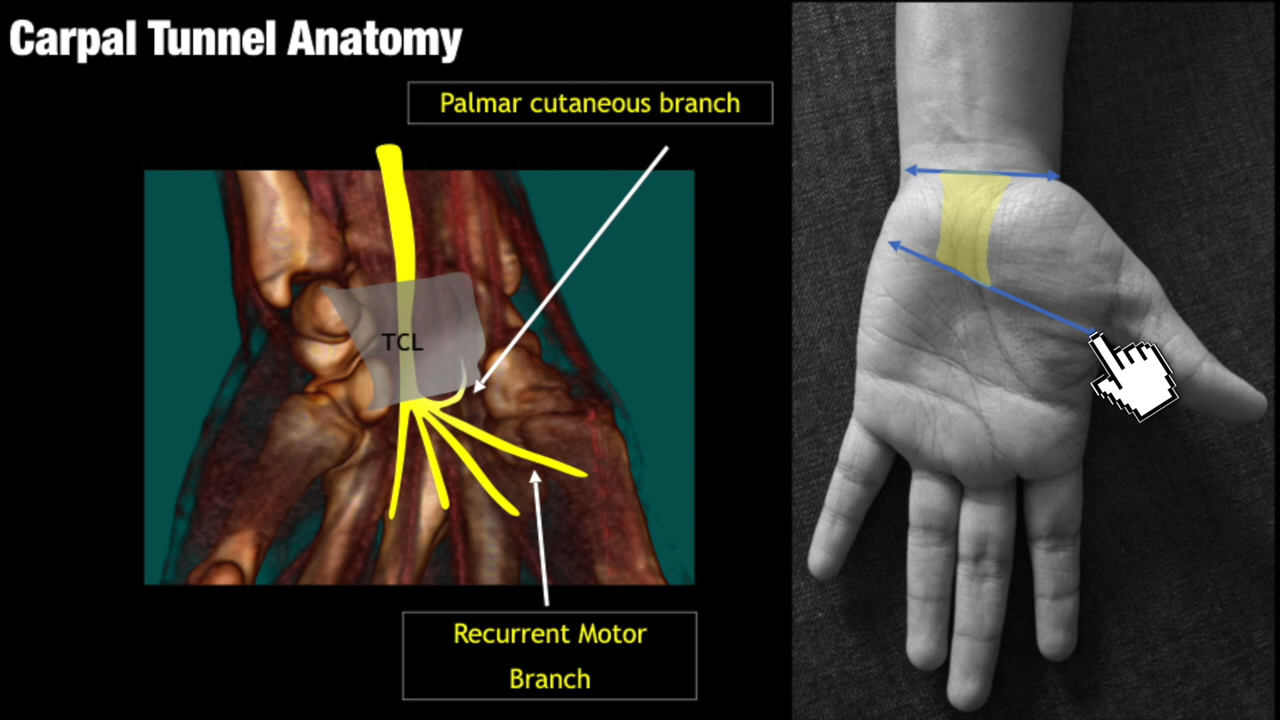 Carpal Tunnel Anatomy
Palmar cutaneous branch
TCL
Recurrent Motor
Branch